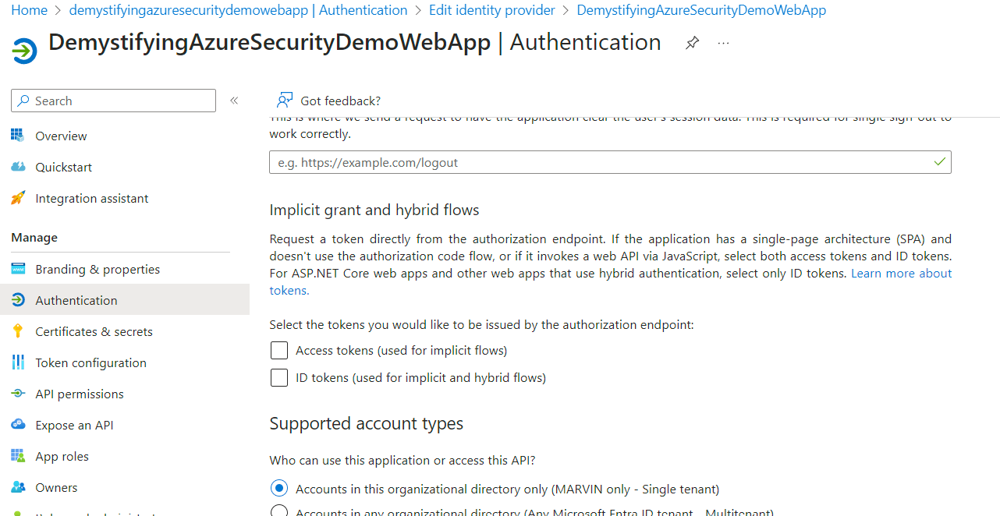 Home > demystifyingazuresecuritydemowebapp | Authentication > Edit identity provider > DemystifyingAzureSecurityDemoWebApp
DemystifyingAzureSecurityDemoWebApp | Authentication
Search
«
Got feedback?
Overview
Quickstart
Integration assistant
Manage
Branding & properties
Authentication
Certificates & secrets
Token configuration
API permissions
Expose an API
App roles
Owners
This is where we send a request to have the application clear the user's session data. This is required for single sign-out to
work correctly.
e.g. https://example.com/logout
Implicit grant and hybrid flows
Request a token directly from the authorization endpoint. If the application has a single-page architecture (SPA) and
doesn't use the authorization code flow, or if it invokes a web API via JavaScript, select both access tokens and ID tokens.
For ASP.NET Core web apps and other web apps that use hybrid authentication, select only ID tokens. Learn more about
tokens.
Select the tokens you would like to be issued by the authorization endpoint:
Access tokens (used for implicit flows)
ID tokens (used for implicit and hybrid flows)
Supported account types
Who can use this application or access this API?
Accounts in this organizational directory only (MARVIN only - Single tenant)
Accounts in any organizational directory (Any Microsoft Entra ID tenant - Multitenant)